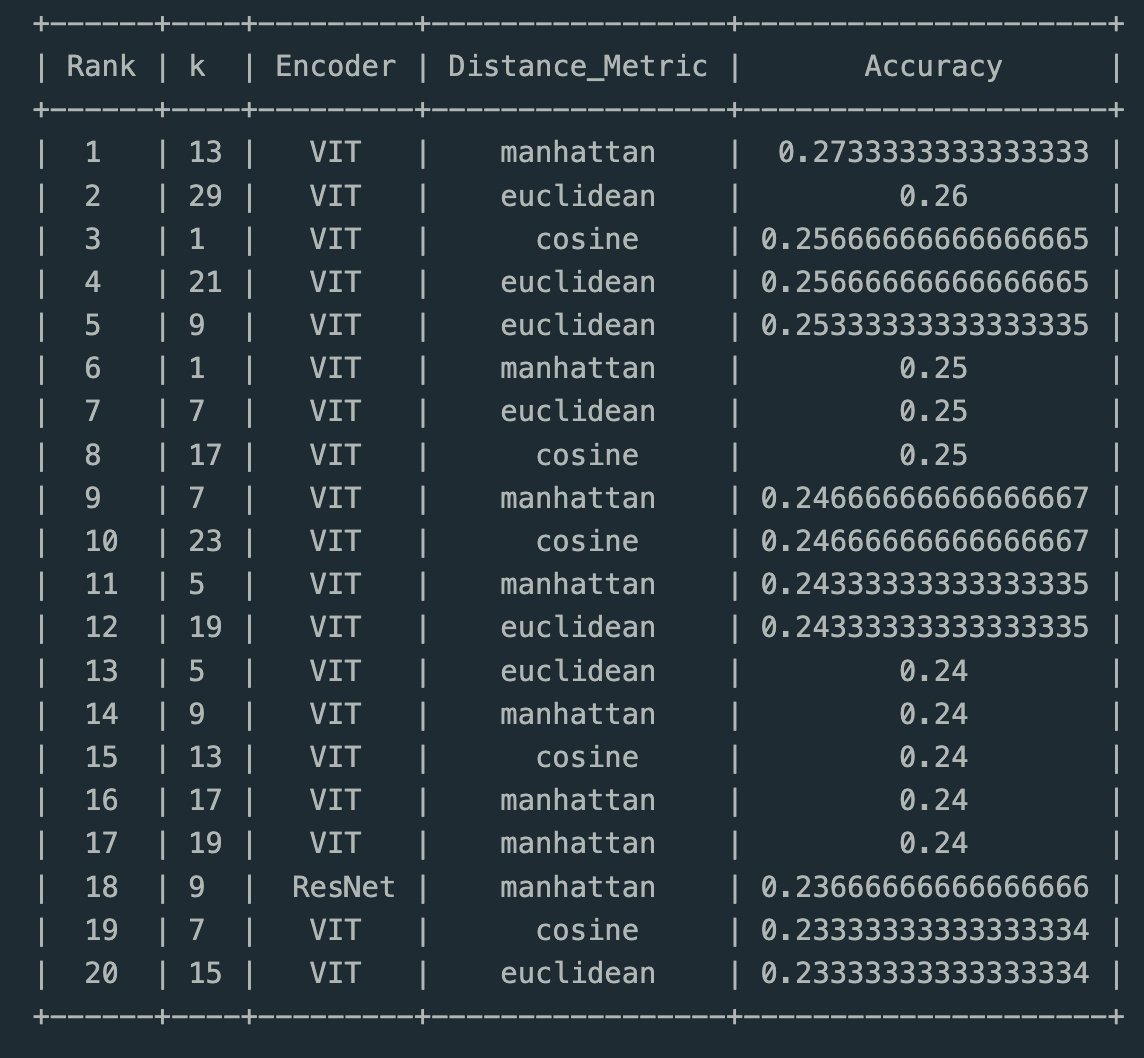 +------+----+---------+-----------------+---------------------+
| Rank | k  | Encoder | Distance_Metric |       Accuracy      |
+------+----+---------+-----------------+---------------------+
|  1   | 13 |   VIT   |    manhattan    |  0.2733333333333333 |
|  2   | 29 |   VIT   |    euclidean    |         0.26        |
|  3   | 1  |   VIT   |      cosine     | 0.25666666666666665 |
|  4   | 21 |   VIT   |    euclidean    | 0.25666666666666665 |
|  5   | 9  |   VIT   |    euclidean    | 0.25333333333333335 |
|  6   | 1  |   VIT   |    manhattan    |         0.25        |
|  7   | 7  |   VIT   |    euclidean    |         0.25        |
|  8   | 17 |   VIT   |      cosine     |         0.25        |
|  9   | 7  |   VIT   |    manhattan    | 0.24666666666666667 |
|  10  | 23 |   VIT   |      cosine     | 0.24666666666666667 |
|  11  | 5  |   VIT   |    manhattan    | 0.24333333333333335 |
|  12  | 19 |   VIT   |    euclidean    | 0.24333333333333335 |
|  13  | 5  |   VIT   |    euclidean    |         0.24        |
|  14  | 9  |   VIT   |    manhattan    |         0.24        |
|  15  | 13 |   VIT   |      cosine     |         0.24        |
|  16  | 17 |   VIT   |    manhattan    |         0.24        |
|  17  | 19 |   VIT   |    manhattan    |         0.24        |
|  18  | 9  |  ResNet |    manhattan    | 0.23666666666666666 |
|  19  | 7  |   VIT   |      cosine     | 0.23333333333333334 |
|  20  | 15 |   VIT   |    euclidean    | 0.23333333333333334 |
+------+----+---------+-----------------+---------------------+